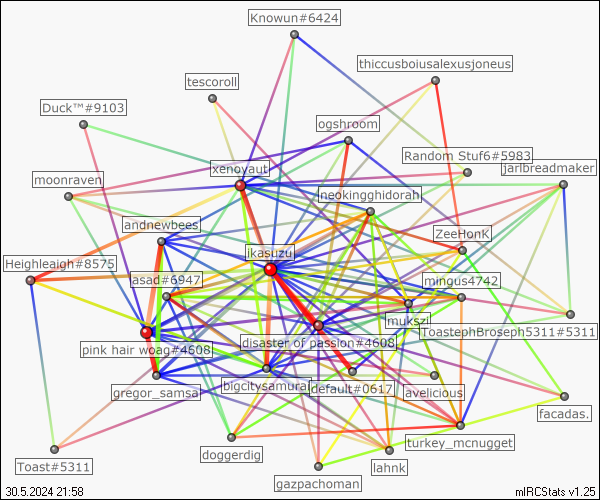 Knowun#6424
thiccusboiusalexusjoneus
tescoroll
Duck™#9103
ogshroom
Random Stuf6#5983
xenoyaut
jarlbreadmaker
moonraven
neokingghidorah
andnewbees
ZeeHonK
ikasuzu
Heighleaigh#8575
asad#6947
mingus4742
mukszi
ToastephBroseph5311#5311
pink hair woag#4608
disaster of passion#4608
gregor_samsa
bigcitysamurai
default#0617
avelicious
facadas.
turkey_mcnugget
doggerdig
Toast#5311
lahnk
gazpachoman
30.5.2024 21:58
mIRCStats v1.25